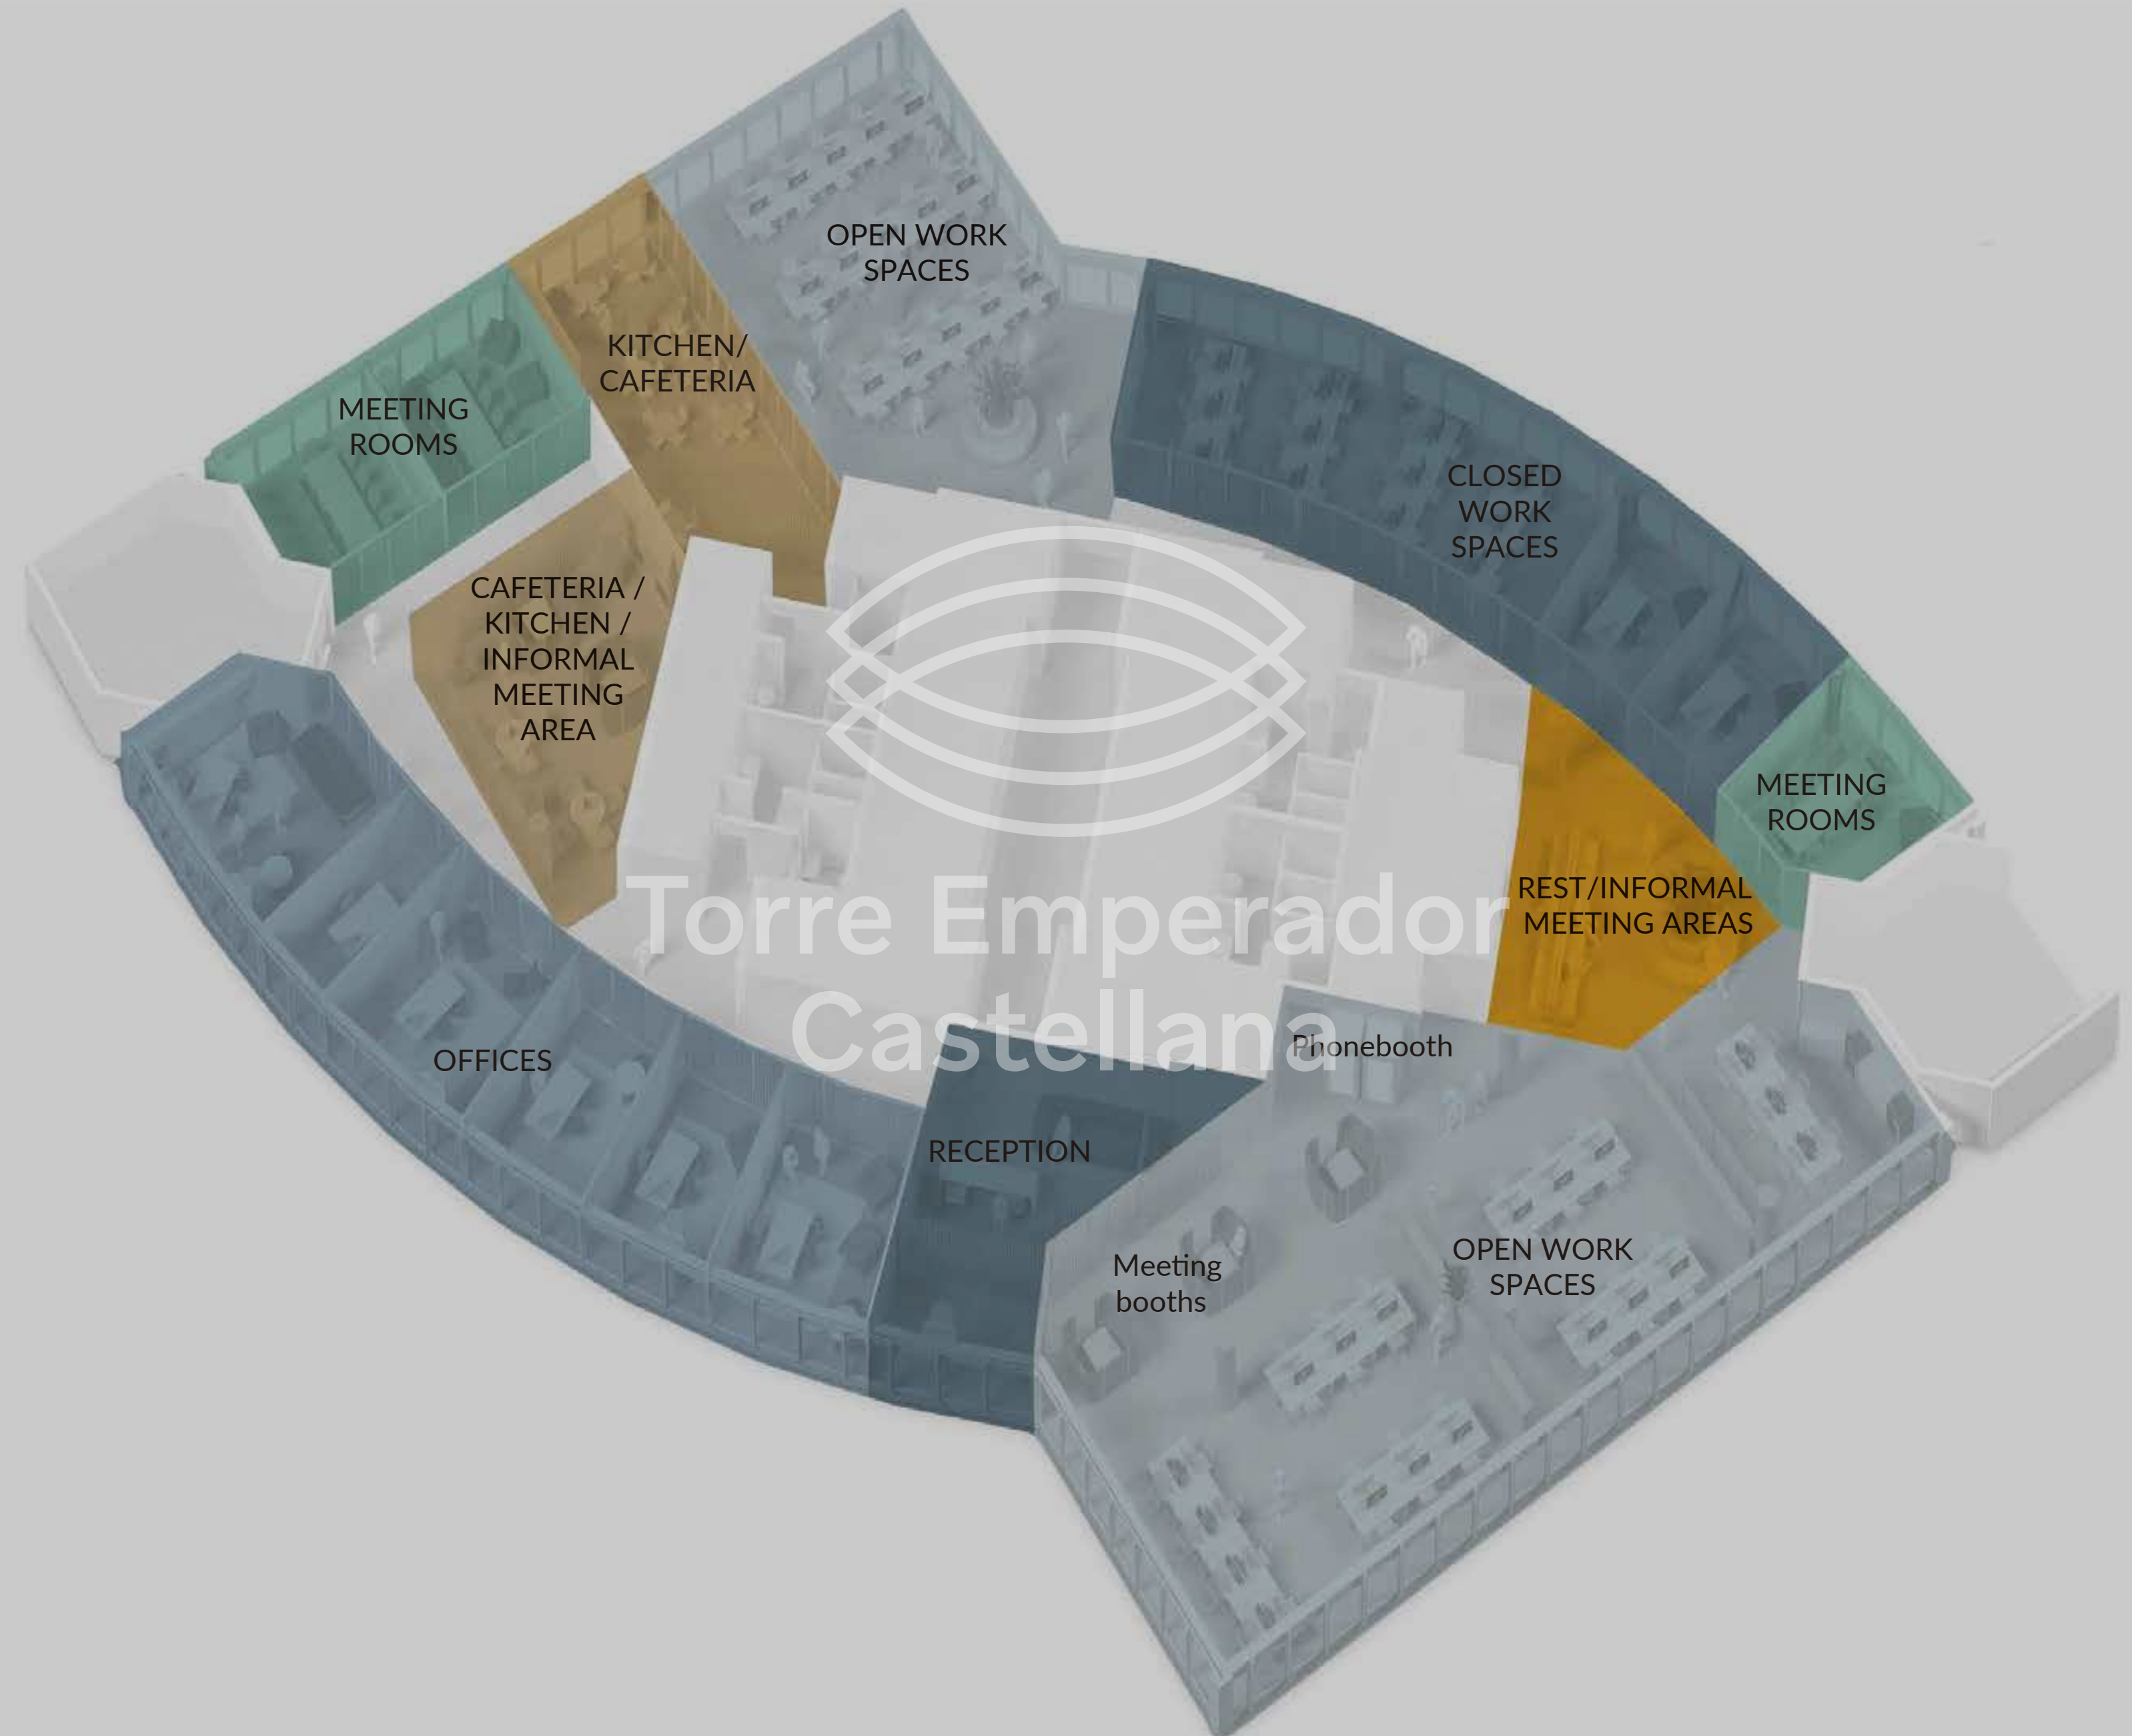 OPEN WORK
SPACES
KITCHEN/
CAFETERIA
MEETING
ROOMS
CLOSED
WORK
SPACES
CAFETERIA /
KITCHEN /
INFORMAL
MEETING
AREA
MEETING
ROOMS
REST/INFORMAL
MEETING AREAS
Torre Emperador
Castellana
Phonebooth
OFFICES
RECEPTION
Meeting
booths
OPEN WORK
SPACES